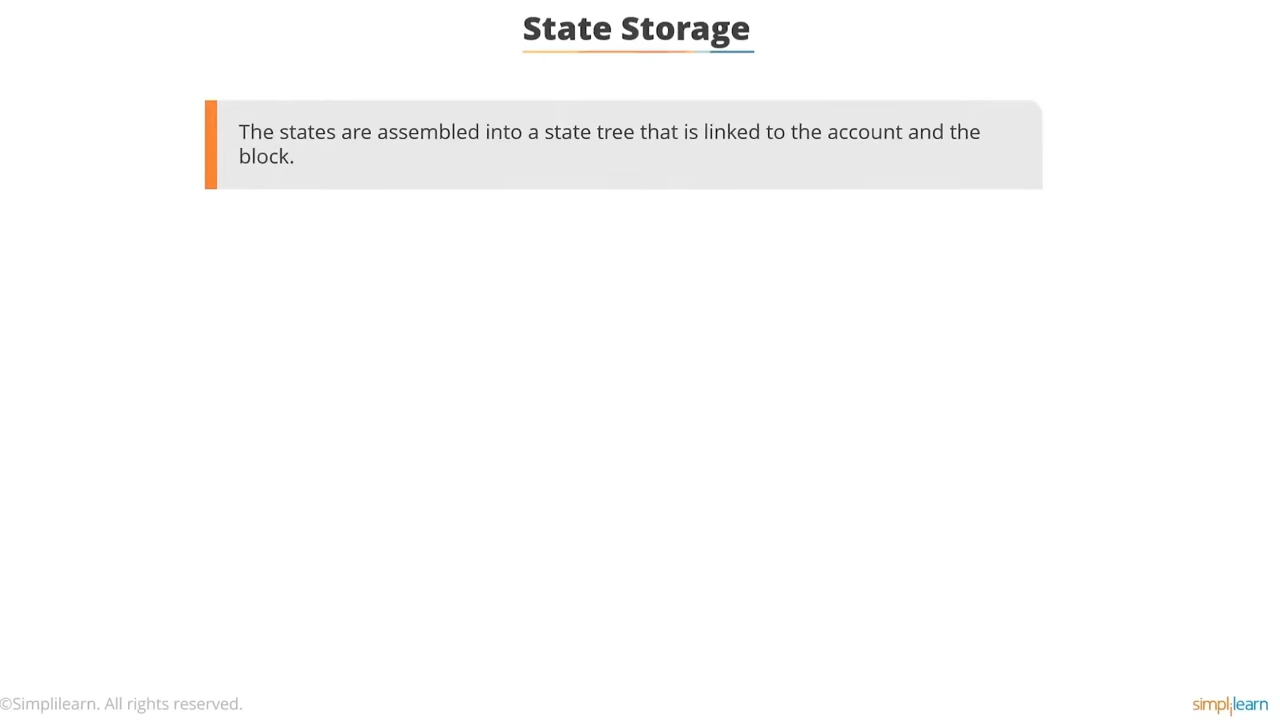 State Storage
The states are assembled into a state tree that is linked to the account and the
block.
©Simplilearn. All rights reserved.
simplilearn